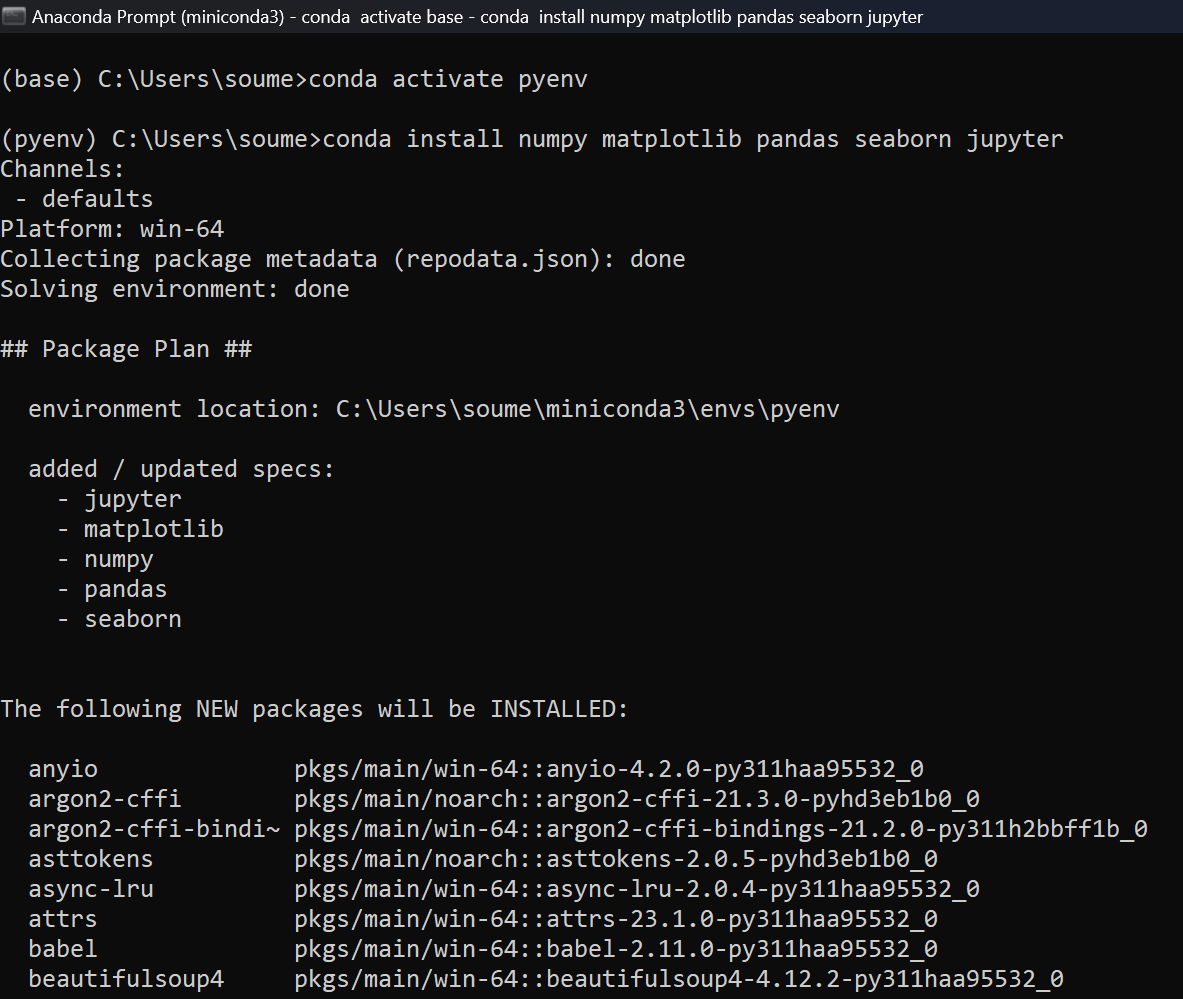 Anaconda Prompt (miniconda3) - conda  activate base - conda  install numpy matplotlib pandas seaborn jupyter
(base) C:\Users\soume>conda activate pyenv
(pyenv) C:\Users\soume>conda install numpy matplotlib pandas seaborn jupyter
Channels:
 - defaults
Platform: win-64
Collecting package metadata (repodata.json): done
Solving environment: done
## Package Plan ##
  environment location: C:\Users\soume\miniconda3\envs\pyenv
  added / updated specs:
    - jupyter
    - matplotlib
    - numpy
    - pandas
    - seaborn
The following NEW packages will be INSTALLED:
  anyio              pkgs/main/win-64::anyio-4.2.0-py311haa95532_0
  argon2-cffi        pkgs/main/noarch::argon2-cffi-21.3.0-pyhd3eb1b0_0
  argon2-cffi-bindi~ pkgs/main/win-64::argon2-cffi-bindings-21.2.0-py311h2bbff1b_0
  asttokens          pkgs/main/noarch::asttokens-2.0.5-pyhd3eb1b0_0
  async-lru          pkgs/main/win-64::async-lru-2.0.4-py311haa95532_0
  attrs              pkgs/main/win-64::attrs-23.1.0-py311haa95532_0
  babel              pkgs/main/win-64::babel-2.11.0-py311haa95532_0
  beautifulsoup4     pkgs/main/win-64::beautifulsoup4-4.12.2-py311haa95532_0